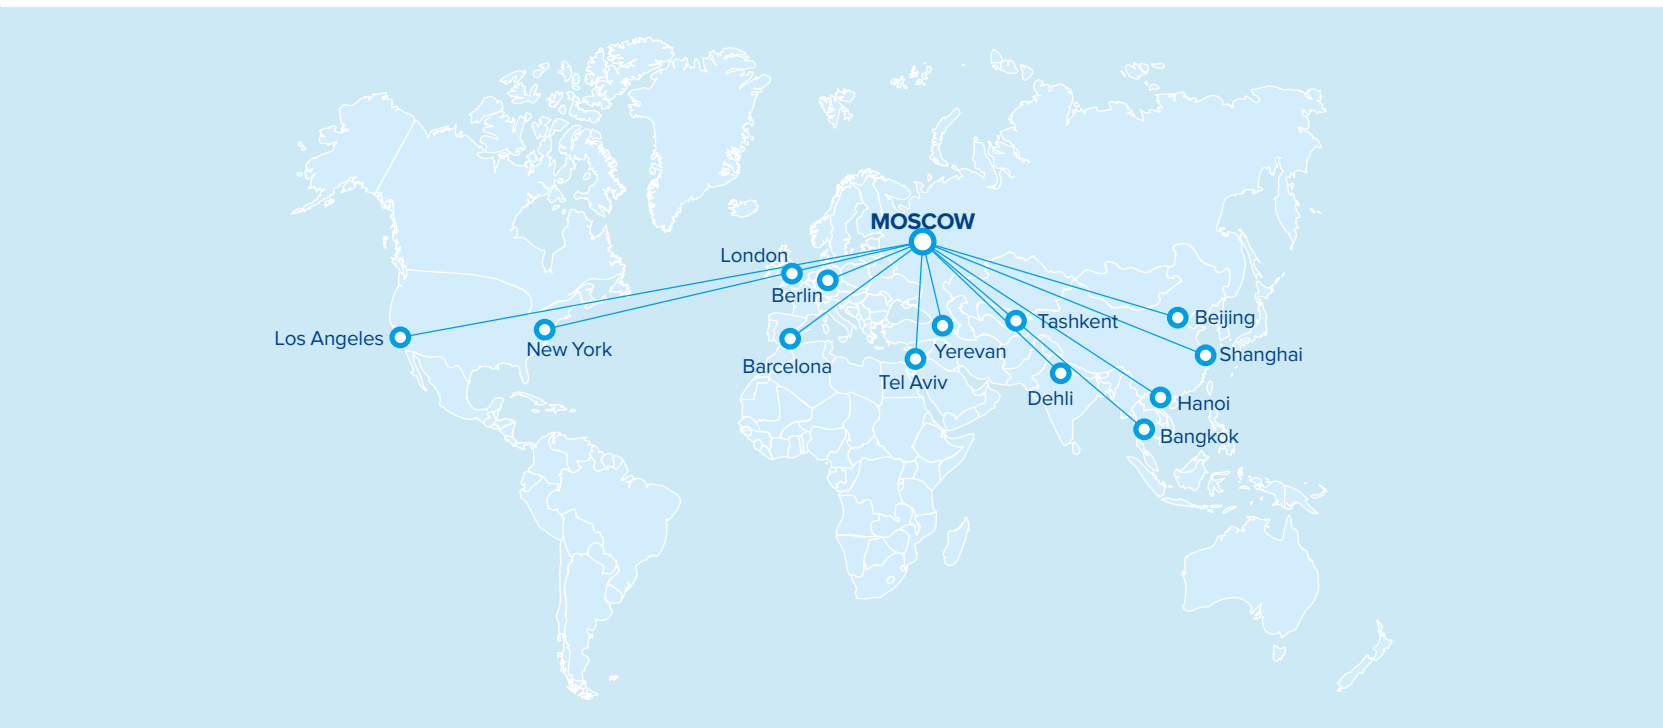 MOSCOW
London
Berlin
Los Angeles
New York
Barcelona
Tel Aviv
Yerevan
Tashkent
Dehli
Beijing
Shanghai
Hanoi
Bangkok